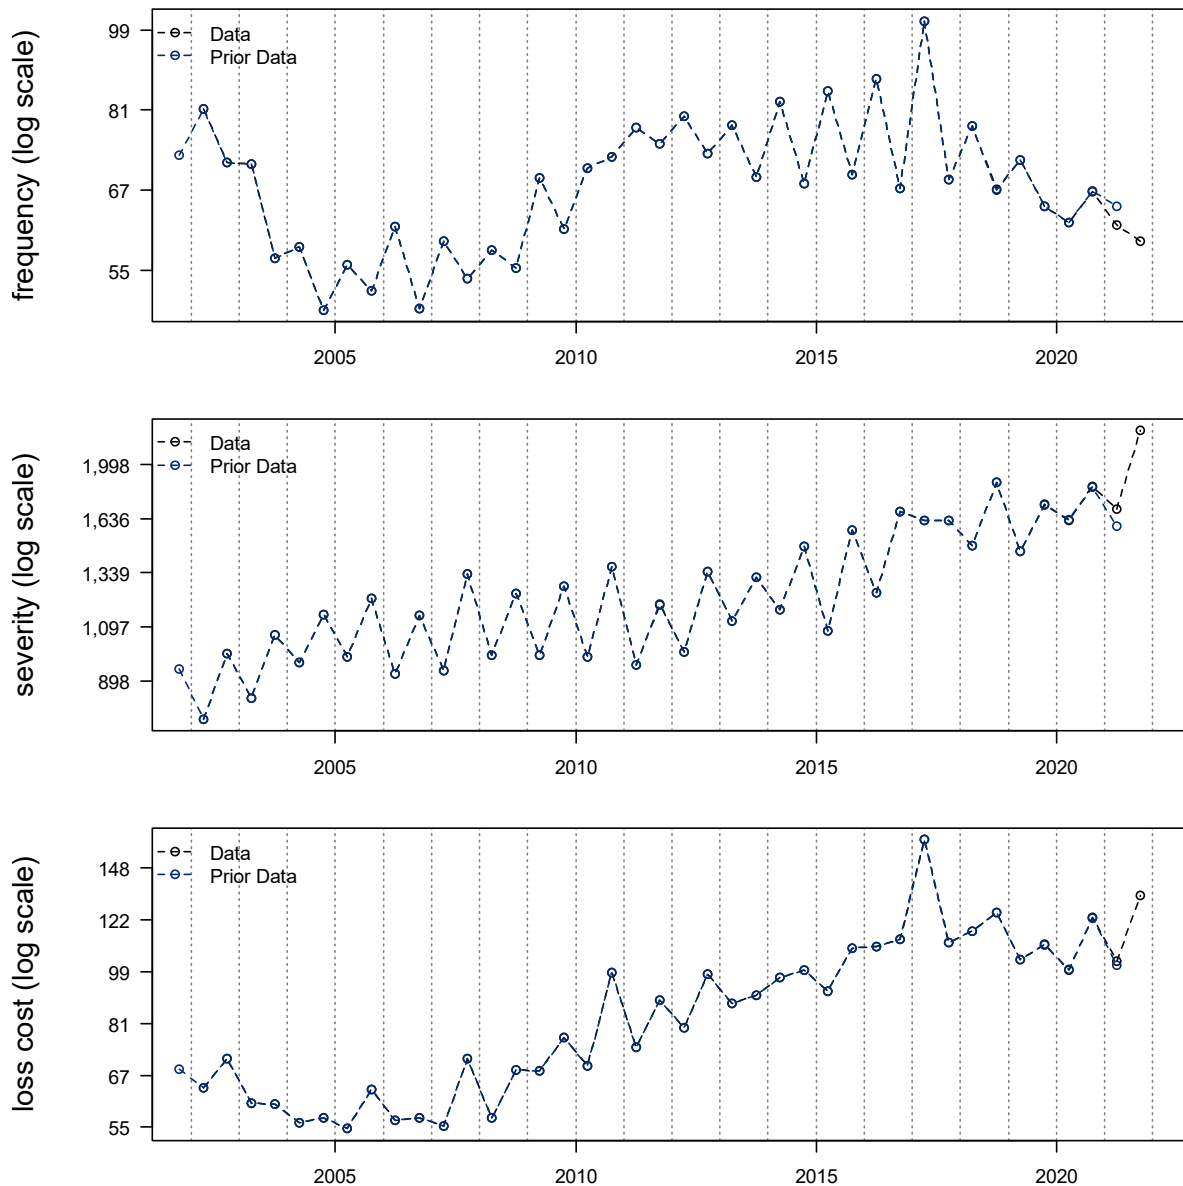 frequency (log scale)
99
81
67
55
Data
Prior Data
2005 2010 2015 2020
severity (log scale)
1,998
1,636
1,339
1,097
898
Data
Prior Data
2005 2010 2015 2020
loss cost (log scale)
148
122
99
81
67
55
Data
Prior Data
2005 2010 2015 2020